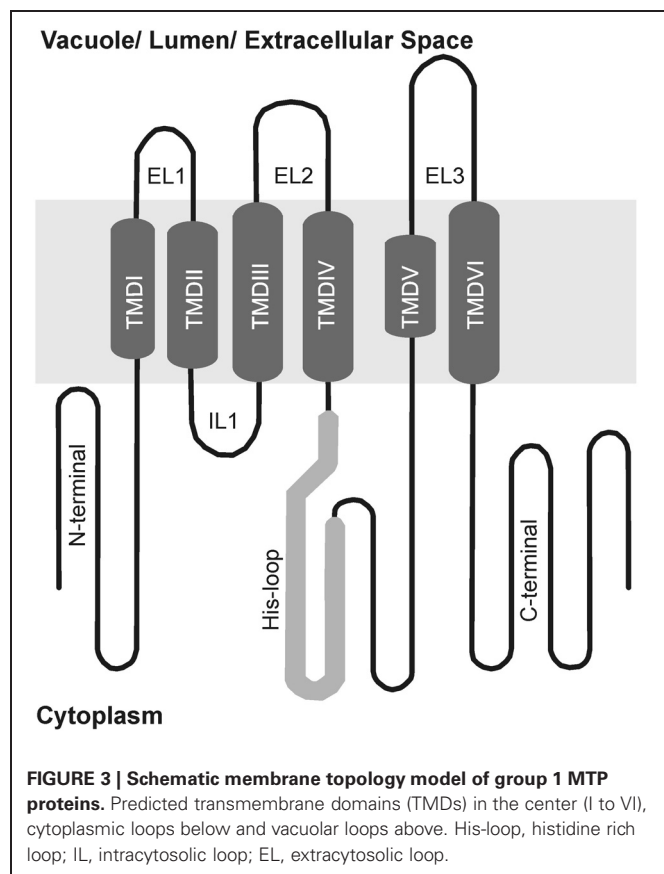 Vacuole/ Lumen/ Extracellular Space
EL1
EL2
EL3
TMDI
TMDII
TMDIII
TMDIV
TMDV
TMDVI
IL1
N-terminal
His-loop
C-terminal
Cytoplasm
FIGURE 3 | Schematic membrane topology model of group 1 MTP
proteins. Predicted transmembrane domains (TMDs) in the center (I to VI),
cytoplasmic loops below and vacuolar loops above. His-loop, histidine rich
loop; IL, intracytosolic loop; EL, extracytosolic loop.